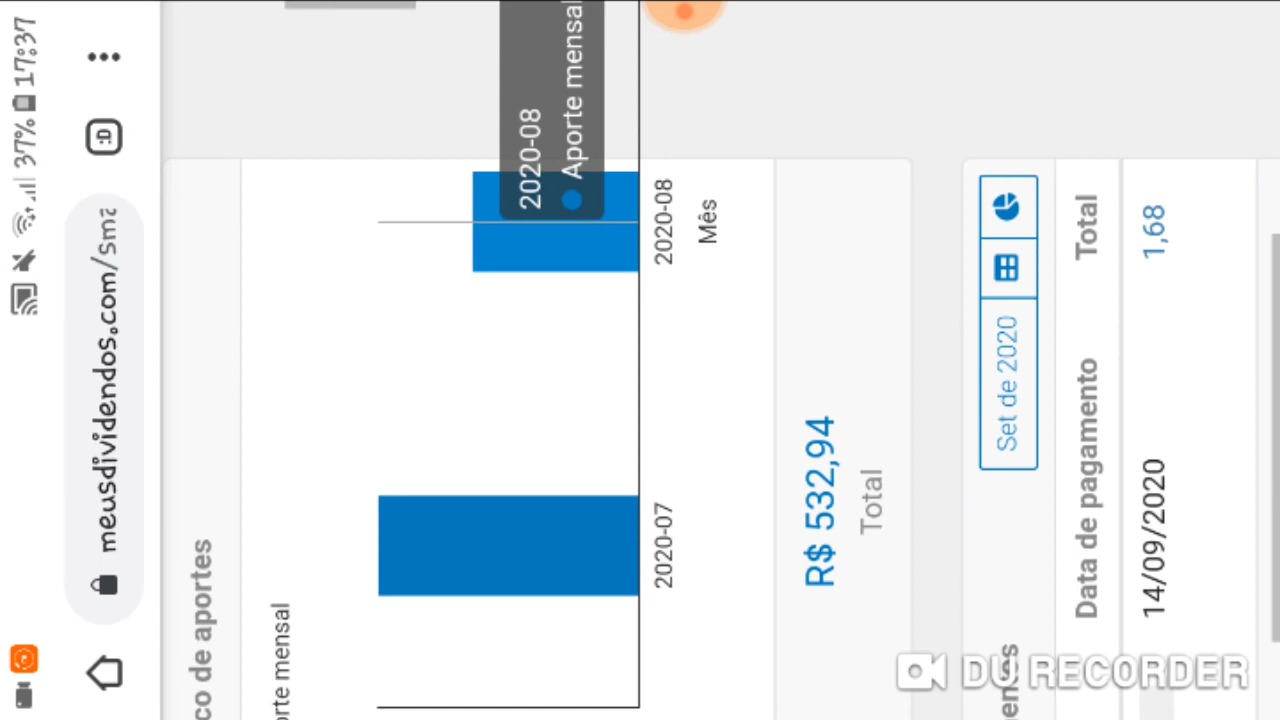 17:37
37%
:D
meusdividendos.com/sma
co de aportes
orte mensal
2020-08
Aporte mensal
2020-07
2020-08
Mês
R$ 532,94
Total
Set de 2020
Data de pagamento
Total
14/09/2020
1,68
DU RECORDER